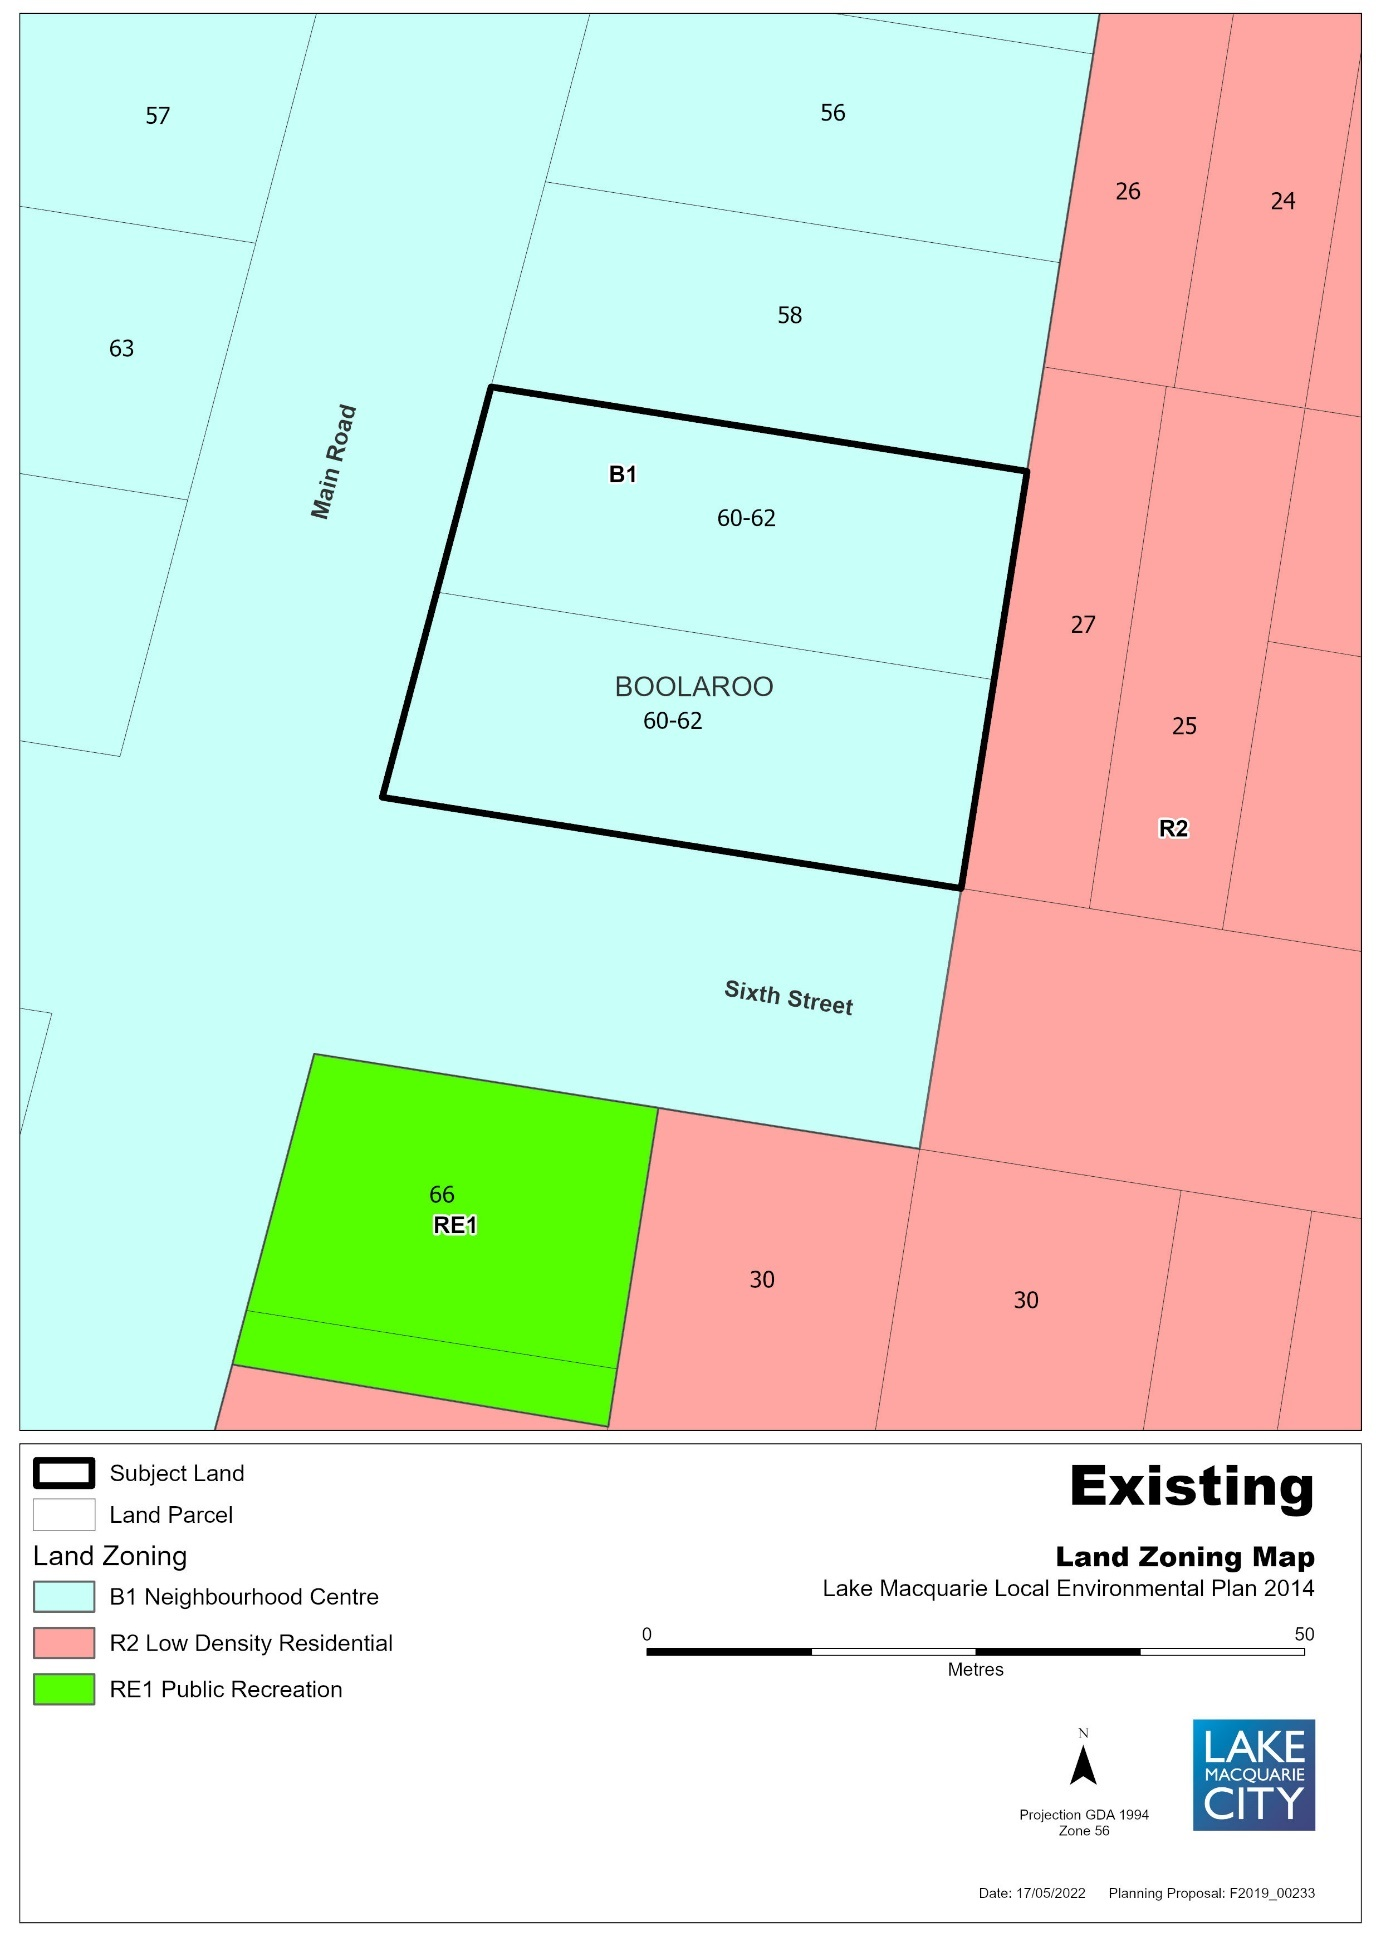 57
56
26
24
58
63
Main Road
B1
60-62
27
BOOLAROO
60-62
25
R2
Sixth Street
66
RE1
30
30
Subject Land
Land Parcel
Land Zoning
B1 Neighbourhood Centre
R2 Low Density Residential
RE1 Public Recreation
Existing
Land Zoning Map
Lake Macquarie Local Environmental Plan 2014
0 50
Metres
N
Projection GDA 1994
Zone 56
LAKE
MACQUARIE
CITY
Date: 17/05/2022 Planning Proposal: F2019_00233